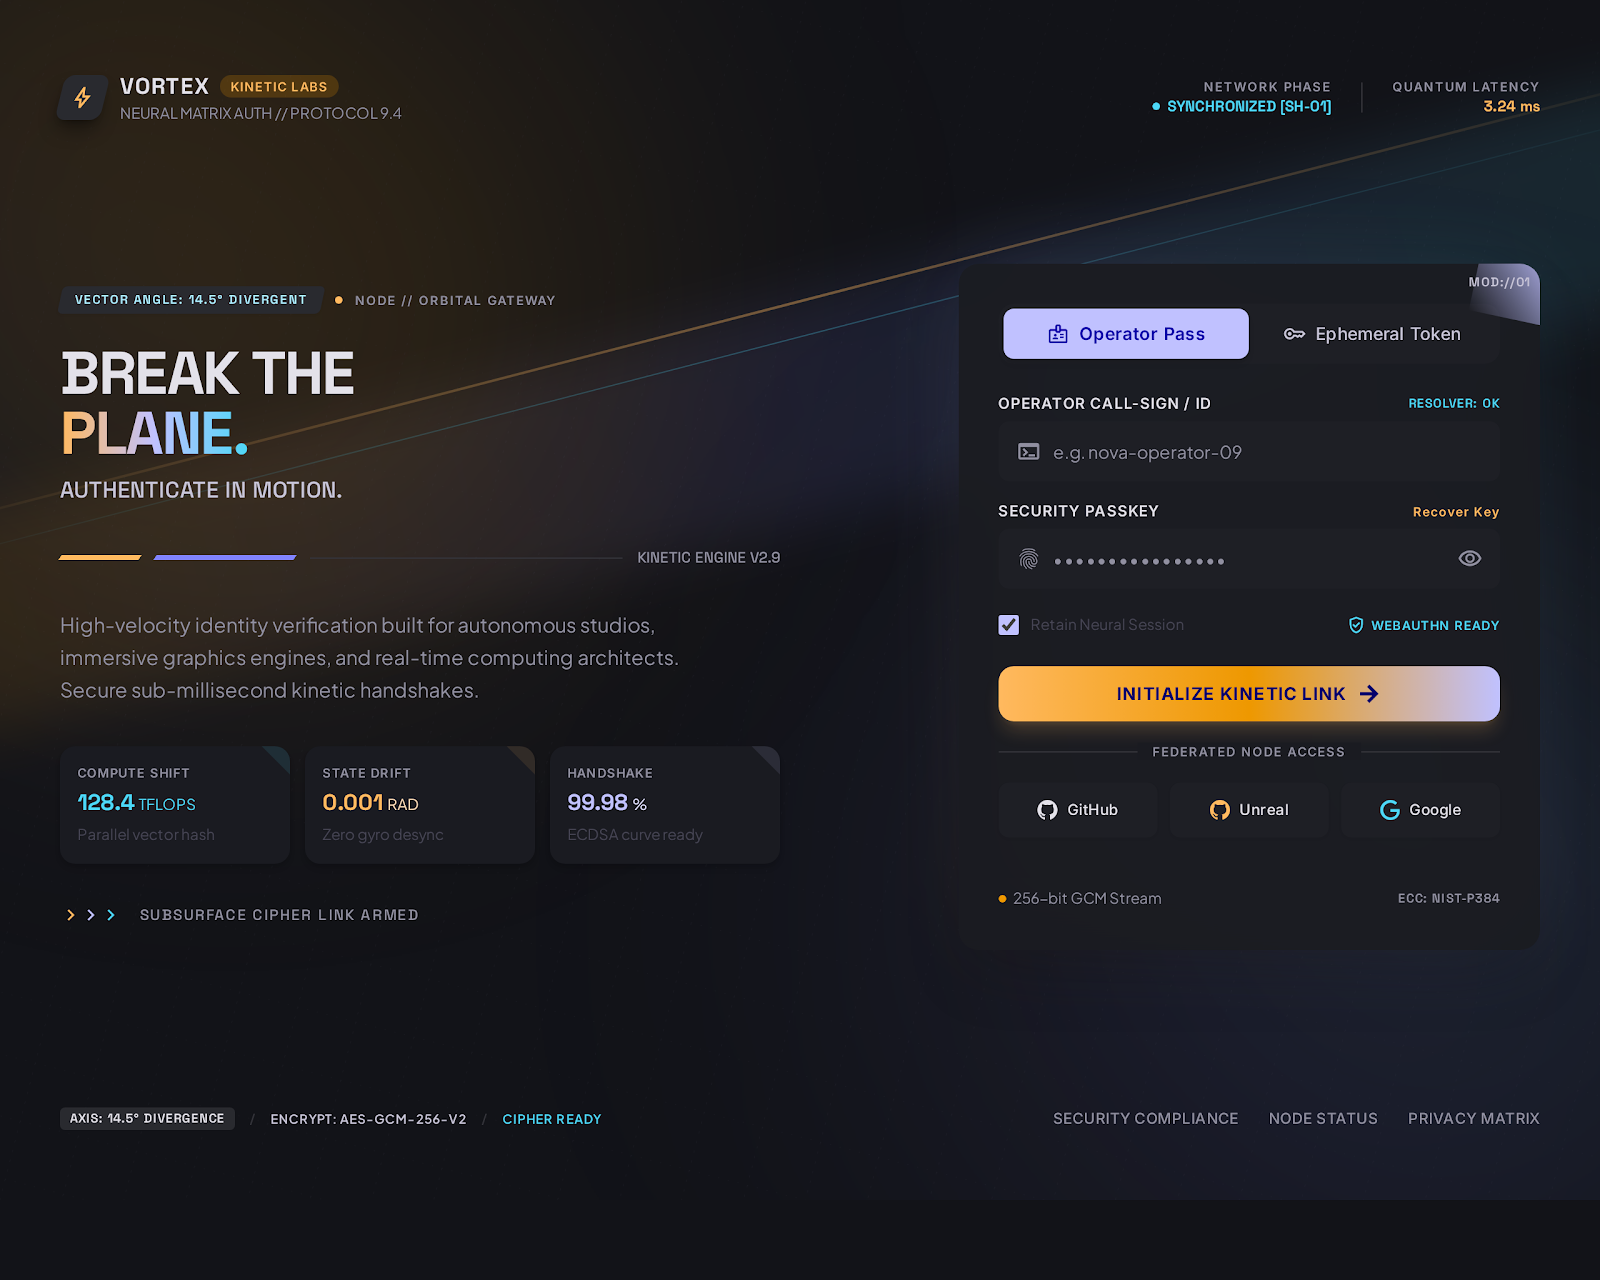 VORTEX KINETIC LABS
NEURAL MATRIX AUTH // PROTOCOL 9.4
NETWORK PHASE
SYNCHRONIZED [SH-01]
QUANTUM LATENCY
3.24 ms
VECTOR ANGLE: 14.5° DIVERGENT
NODE // ORBITAL GATEWAY
BREAK THE
PLANE.
AUTHENTICATE IN MOTION.
KINETIC ENGINE V2.9
High-velocity identity verification built for autonomous studios,
immersive graphics engines, and real-time computing architects.
Secure sub-millisecond kinetic handshakes.
COMPUTE SHIFT
128.4 TFLOPS
Parallel vector hash
STATE DRIFT
0.001 RAD
Zero gyro desync
HANDSHAKE
99.98 %
ECDSA curve ready
SUBSURFACE CIPHER LINK ARMED
MOD://01
Operator Pass
Ephemeral Token
OPERATOR CALL-SIGN / ID
RESOLVER: OK
e.g. nova-operator-09
SECURITY PASSKEY
Recover Key
••••••••••••••••
Retain Neural Session
WEBAUTHN READY
INITIALIZE KINETIC LINK
FEDERATED NODE ACCESS
GitHub
Unreal
Google
256-bit GCM Stream
ECC: NIST-P384
AXIS: 14.5° DIVERGENCE / ENCRYPT: AES-GCM-256-V2 / CIPHER READY
SECURITY COMPLIANCE
NODE STATUS
PRIVACY MATRIX